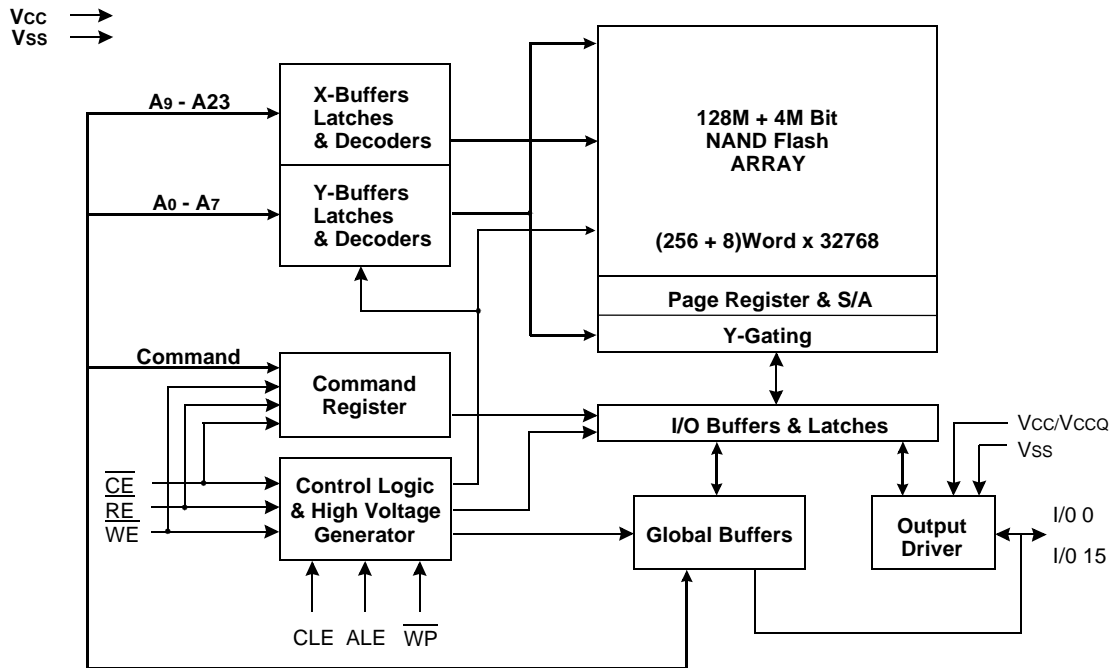 VCC
VSS
A9 - A23
X-Buffers
Latches
& Decoders
A0 - A7
Y-Buffers
Latches
& Decoders
128M + 4M Bit
NAND Flash
ARRAY
(256 + 8)Word x 32768
Page Register & S/A
Y-Gating
Command
Command
Register
I/O Buffers & Latches
VCC/VCCQ
VSS
CE
RE
WE
Control Logic
& High Voltage
Generator
Global Buffers
Output
Driver
I/0 0
I/0 15
CLE ALE WP